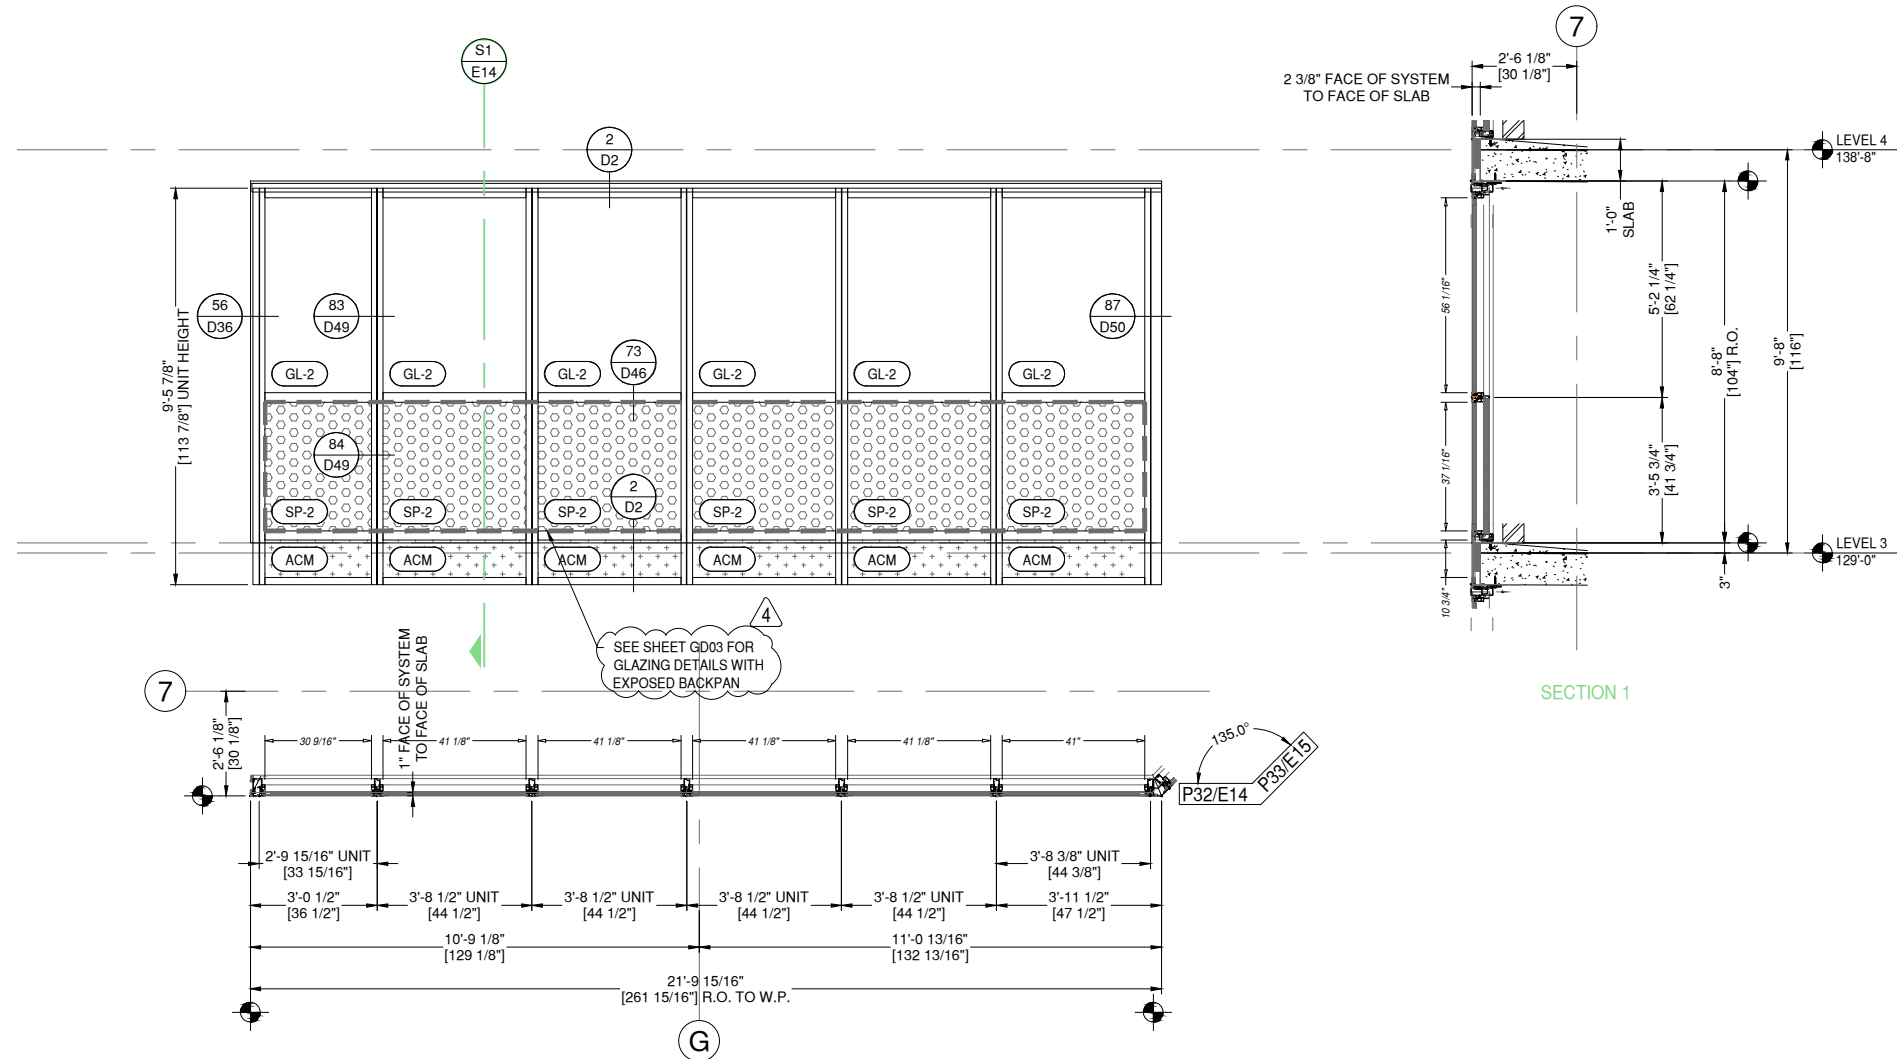 S1
E14
2
D2
56
D36
83
D49
87
D50
73
D46
84
D49
2
D2
9'-5 7/8"
[113 7/8"] UNIT HEIGHT
GL-2
GL-2
GL-2
GL-2
GL-2
GL-2
SP-2
SP-2
SP-2
SP-2
SP-2
SP-2
ACM
ACM
ACM
ACM
ACM
ACM
4
SEE SHEET GD03 FOR
GLAZING DETAILS WITH
EXPOSED BACKPAN
7
2'-6 1/8"
[30 1/8"]
2 3/8" FACE OF SYSTEM
TO FACE OF SLAB
LEVEL 4
138'-8"
1'-0"
SLAB
56 1/16"
37 1/16"
10 3/4"
5'-2 1/4"
[62 1/4"]
3'-5 3/4"
[41 3/4"]
8'-8"
[104"] R.O.
9'-8"
[116"]
3"
LEVEL 3
129'-0"
SECTION 1
7
2'-6 1/8"
[30 1/8"]
1" FACE OF SYSTEM
TO FACE OF SLAB
30 9/16"
41 1/8"
41 1/8"
41 1/8"
41 1/8"
41"
135.0°
P32/E14
P33/E15
2'-9 15/16" UNIT
[33 15/16"]
3'-8 3/8" UNIT
[44 3/8"]
3'-0 1/2"
[36 1/2"]
3'-8 1/2" UNIT
[44 1/2"]
3'-8 1/2" UNIT
[44 1/2"]
3'-8 1/2" UNIT
[44 1/2"]
3'-8 1/2" UNIT
[44 1/2"]
3'-11 1/2"
[47 1/2"]
10'-9 1/8"
[129 1/8"]
11'-0 13/16"
[132 13/16"]
21'-9 15/16"
[261 15/16"] R.O. TO W.P.
G